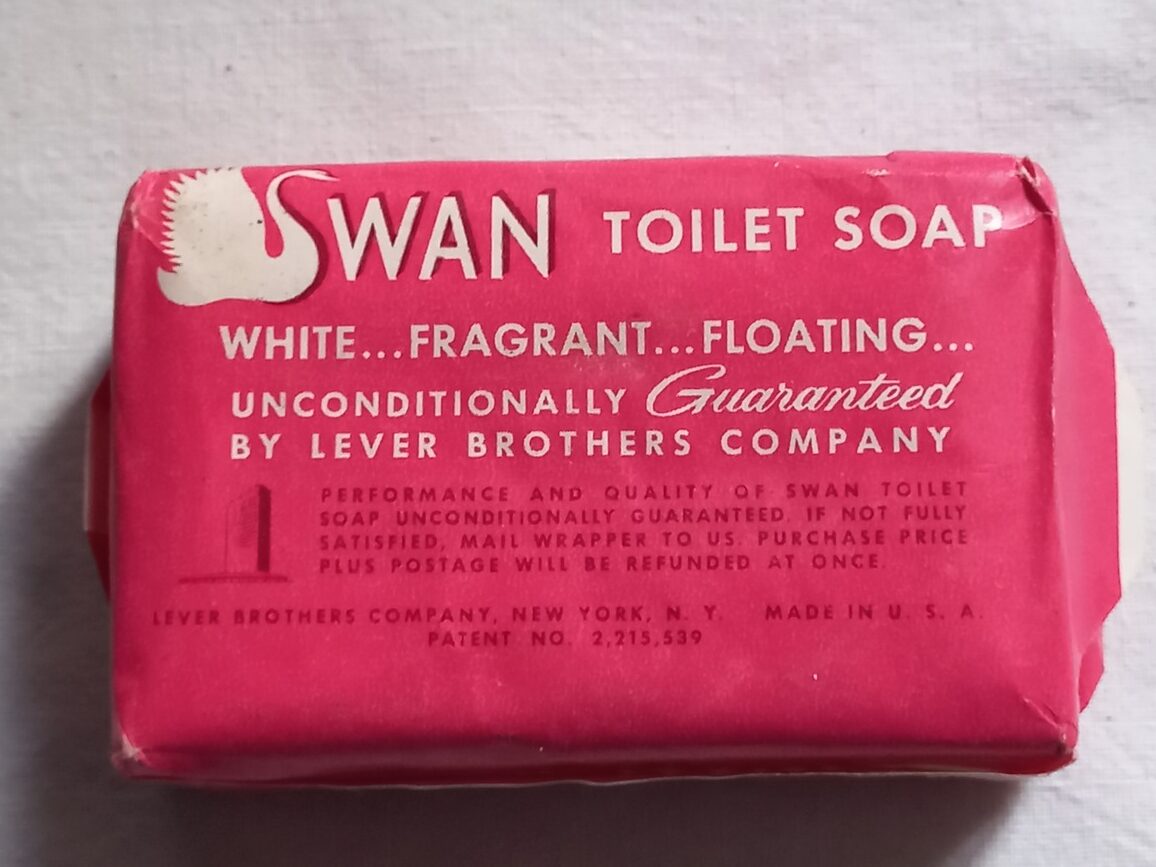 SWAN TOILET SOAP
WHITE...FRAGRANT...FLOATING...
UNCONDITIONALLY Guaranteed
BY LEVER BROTHERS COMPANY
PERFORMANCE AND QUALITY OF SWAN TOILET
SOAP UNCONDITIONALLY GUARANTEED. IF NOT FULLY
SATISFIED, MAIL WRAPPER TO US. PURCHASE PRICE
PLUS POSTAGE WILL BE REFUNDED AT ONCE.
LEVER BROTHERS COMPANY, NEW YORK, N. Y. MADE IN U. S. A.
PATENT NO. 2,215,539